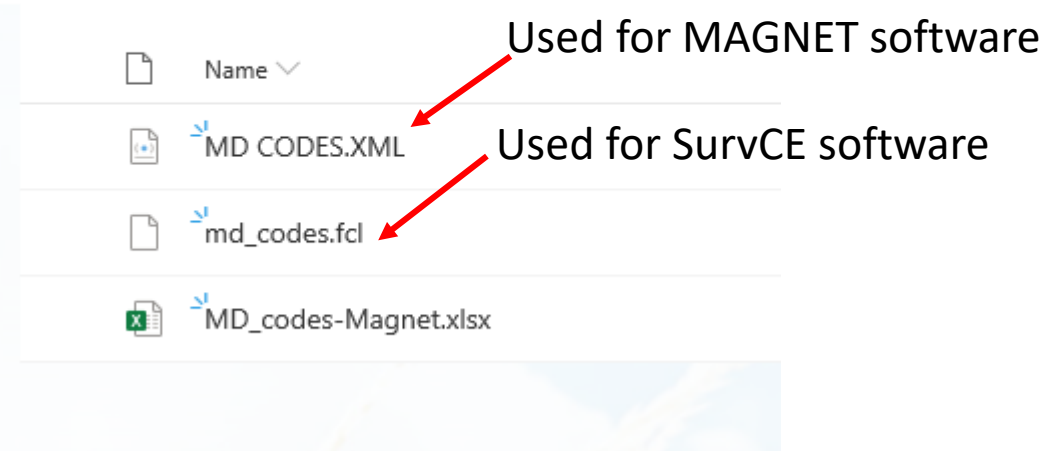 Used for MAGNET software
Name
MD CODES.XML
Used for SurvCE software
md_codes.fcl
MD_codes-Magnet.xlsx